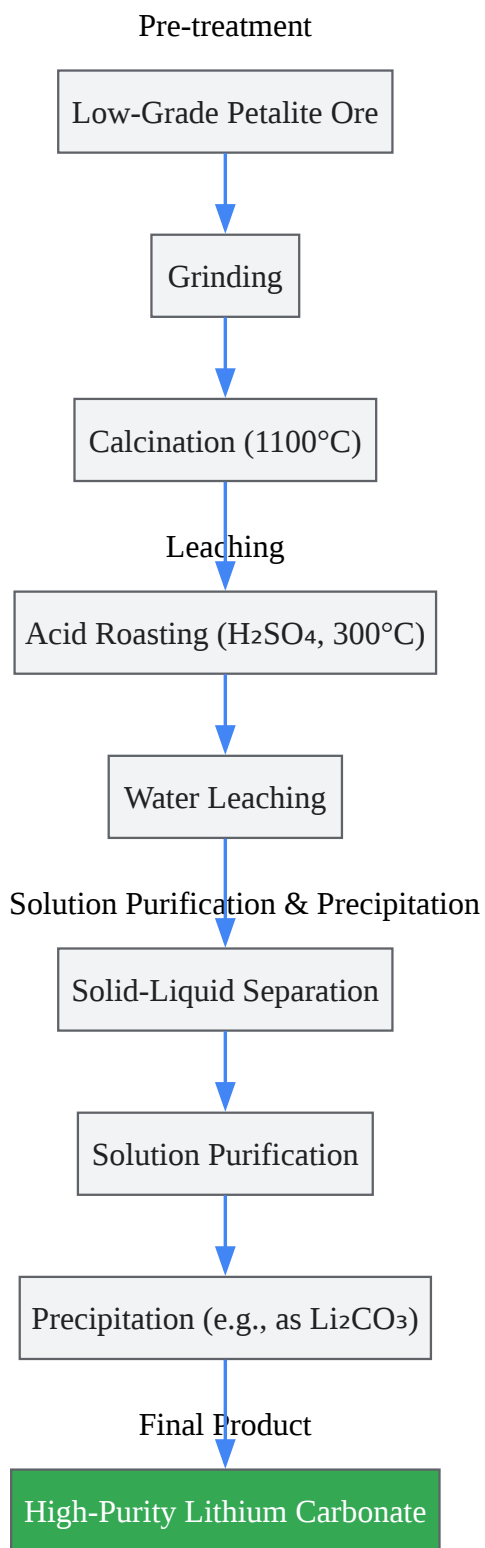 Pre-treatment
Low-Grade Petalite Ore
Grinding
Calcination (1100°C)
Leaching
Acid Roasting (H₂SO₄, 300°C)
Water Leaching
Solution Purification & Precipitation
Solid-Liquid Separation
Solution Purification
Precipitation (e.g., as Li₂CO₃)
Final Product
High-Purity Lithium Carbonate